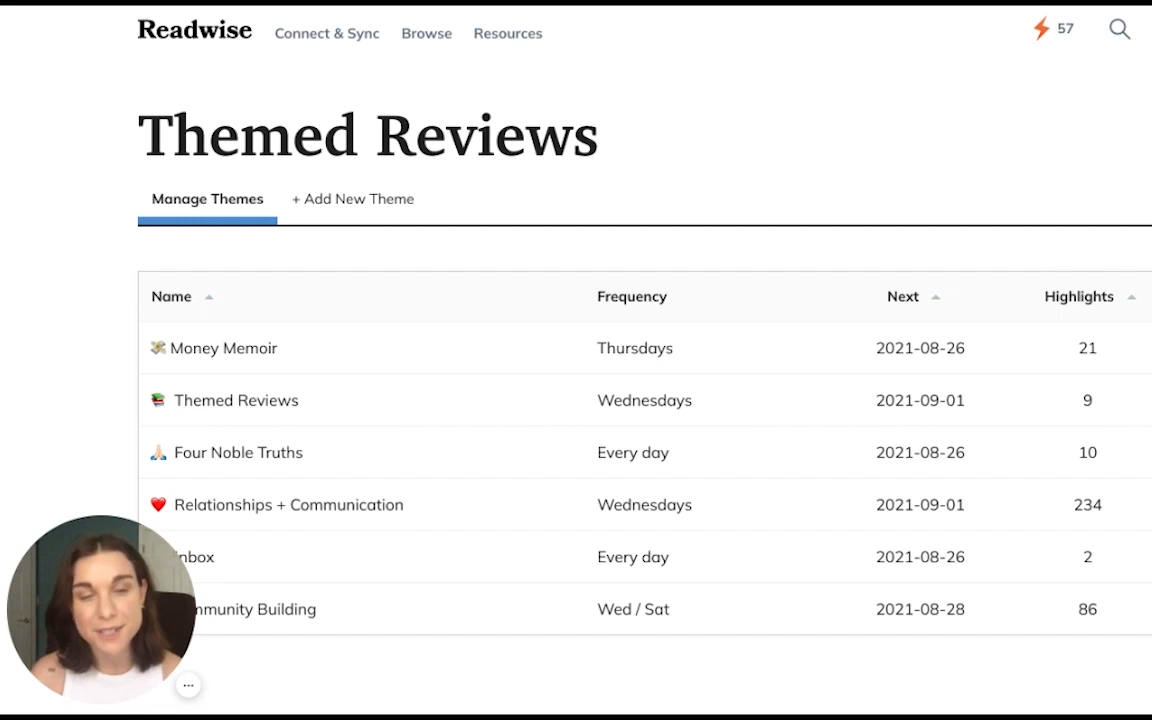 Readwise Connect & Sync Browse Resources 57
Themed Reviews
Manage Themes + Add New Theme
Name Frequency Next Highlights
Money Memoir Thursdays 2021-08-26 21
Themed Reviews Wednesdays 2021-09-01 9
Four Noble Truths Every day 2021-08-26 10
Relationships + Communication Wednesdays 2021-09-01 234
nbox Every day 2021-08-26 2
mmunity Building Wed / Sat 2021-08-28 86